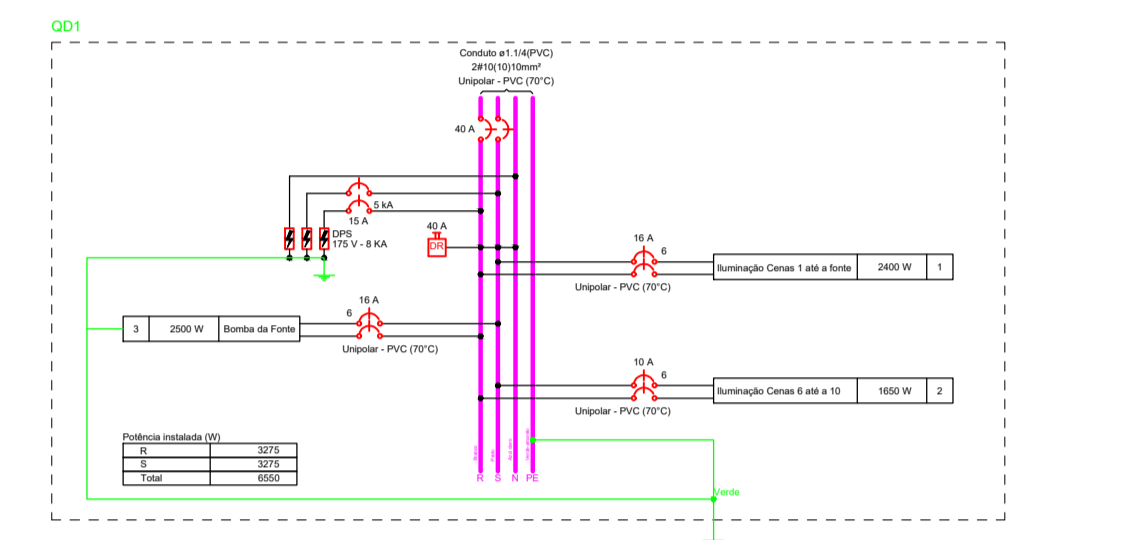 QD1
Conduto ø1.1/4(PVC)
2#10(10)10mm²
Unipolar - PVC (70°C)
40 A
5 kA
15 A
DPS
175 V - 8 KA
40 A
DR
16 A
6
Iluminação Cenas 1 até a fonte 2400 W 1
Unipolar - PVC (70°C)
16 A
6
3 2500 W Bomba da Fonte
Unipolar - PVC (70°C)
10 A
6
Iluminação Cenas 6 até a 10 1650 W 2
Unipolar - PVC (70°C)
Potência instalada (W)
R 3275
S 3275
Total 6550
R S N PE
Verde